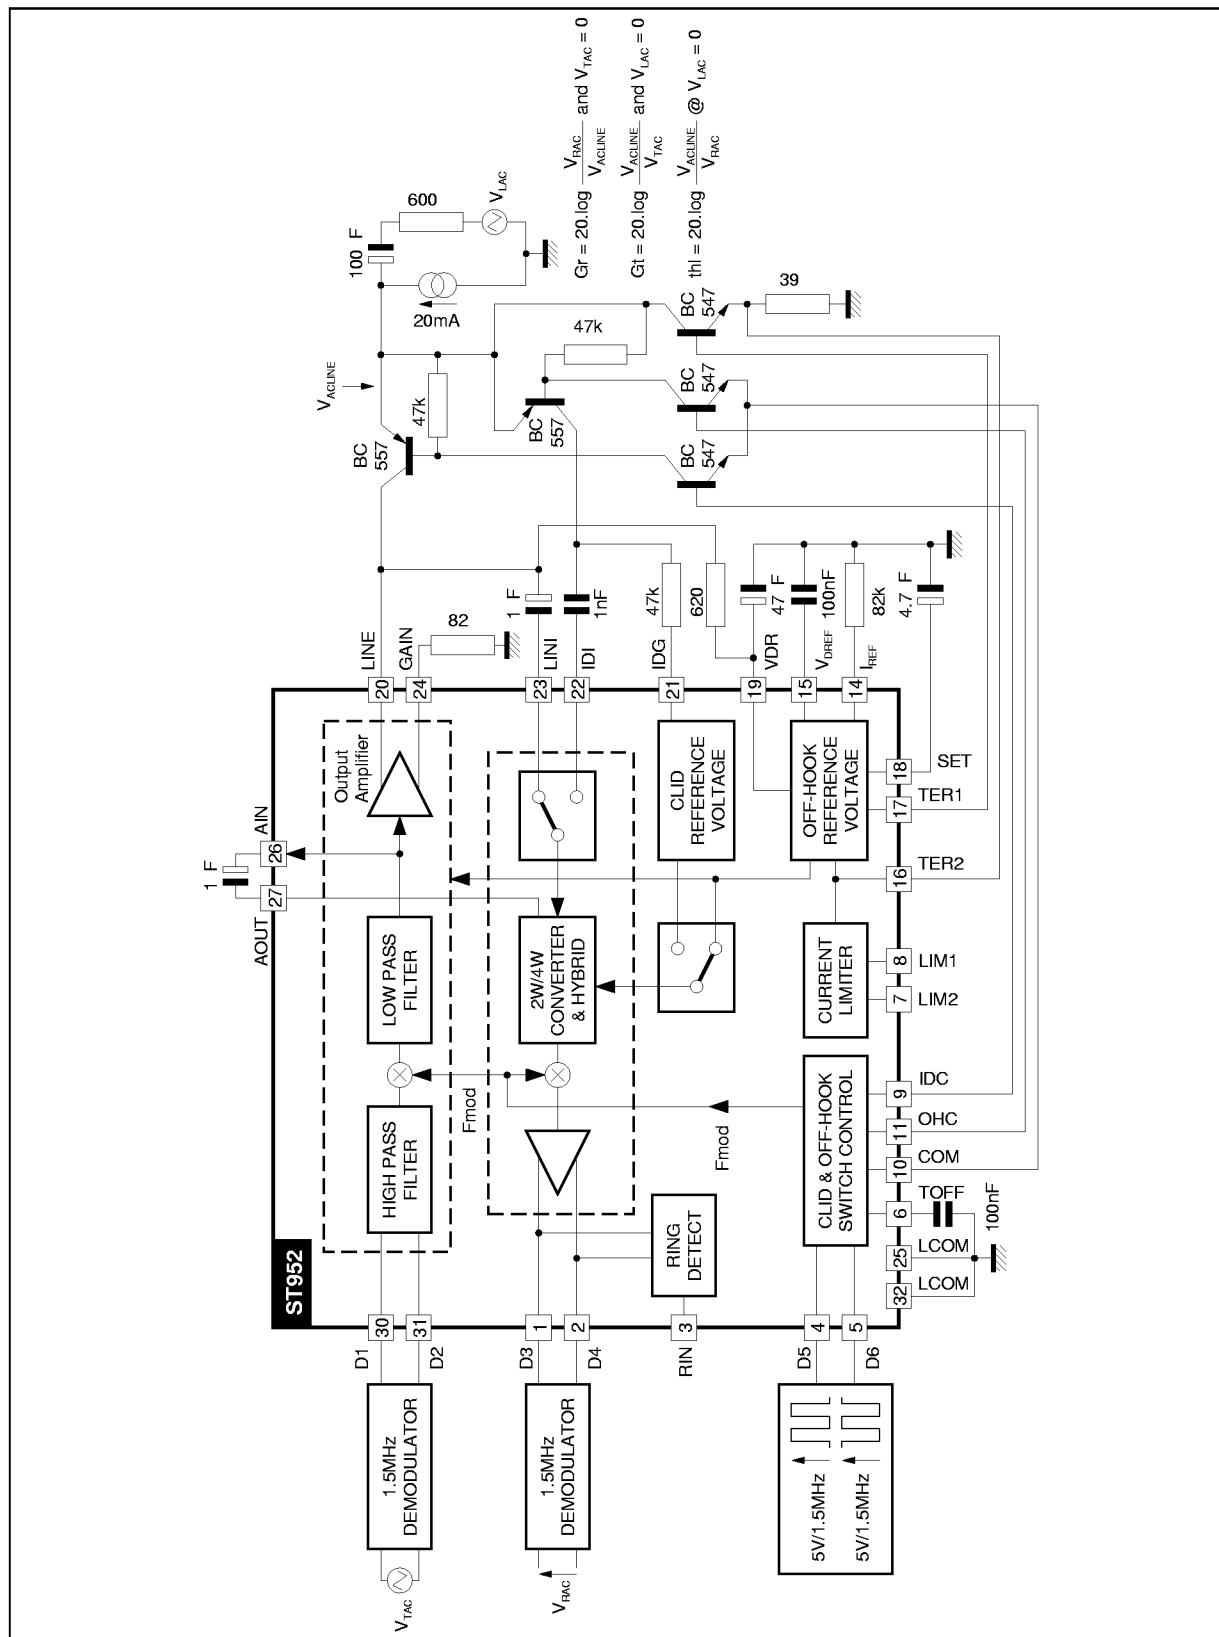 V_TAC
1.5MHz
DEMODULATOR
D1
D2
30
31
V_RAC
1.5MHz
DEMODULATOR
D3
D4
1
2
RIN
3
5V/1.5MHz
5V/1.5MHz
D5
D6
4
5
ST952
HIGH PASS
FILTER
LOW PASS
FILTER
Output
Amplifier
Fmod
RING
DETECT
2W/4W
CONVERTER
& HYBRID
Fmod
CLID & OFF-HOOK
SWITCH CONTROL
CURRENT
LIMITER
CLID
REFERENCE
VOLTAGE
OFF-HOOK
REFERENCE
VOLTAGE
AOUT
27
1 F
26
AIN
LINE
20
GAIN
24
82
LINI
23
1 F
IDI
22
1nF
IDG
21
47k
620
VDR
19
47 F
V_DREF
15
100nF
I_REF
14
82k
4.7 F
32
LCOM
25
LCOM
6
TOFF
100nF
10
COM
11
OHC
9
IDC
7
LIM2
8
LIM1
16
TER2
17
TER1
18
SET
BC
557
V_ACLINE
47k
20mA
100 F
600
V_LAC
BC
557
47k
BC
547
BC
547
BC
547
39
Gr = 20.log V_RAC / V_ACLINE and V_TAC = 0
Gt = 20.log V_ACLINE / V_TAC and V_LAC = 0
thl = 20.log V_ACLINE / V_RAC @ V_LAC = 0